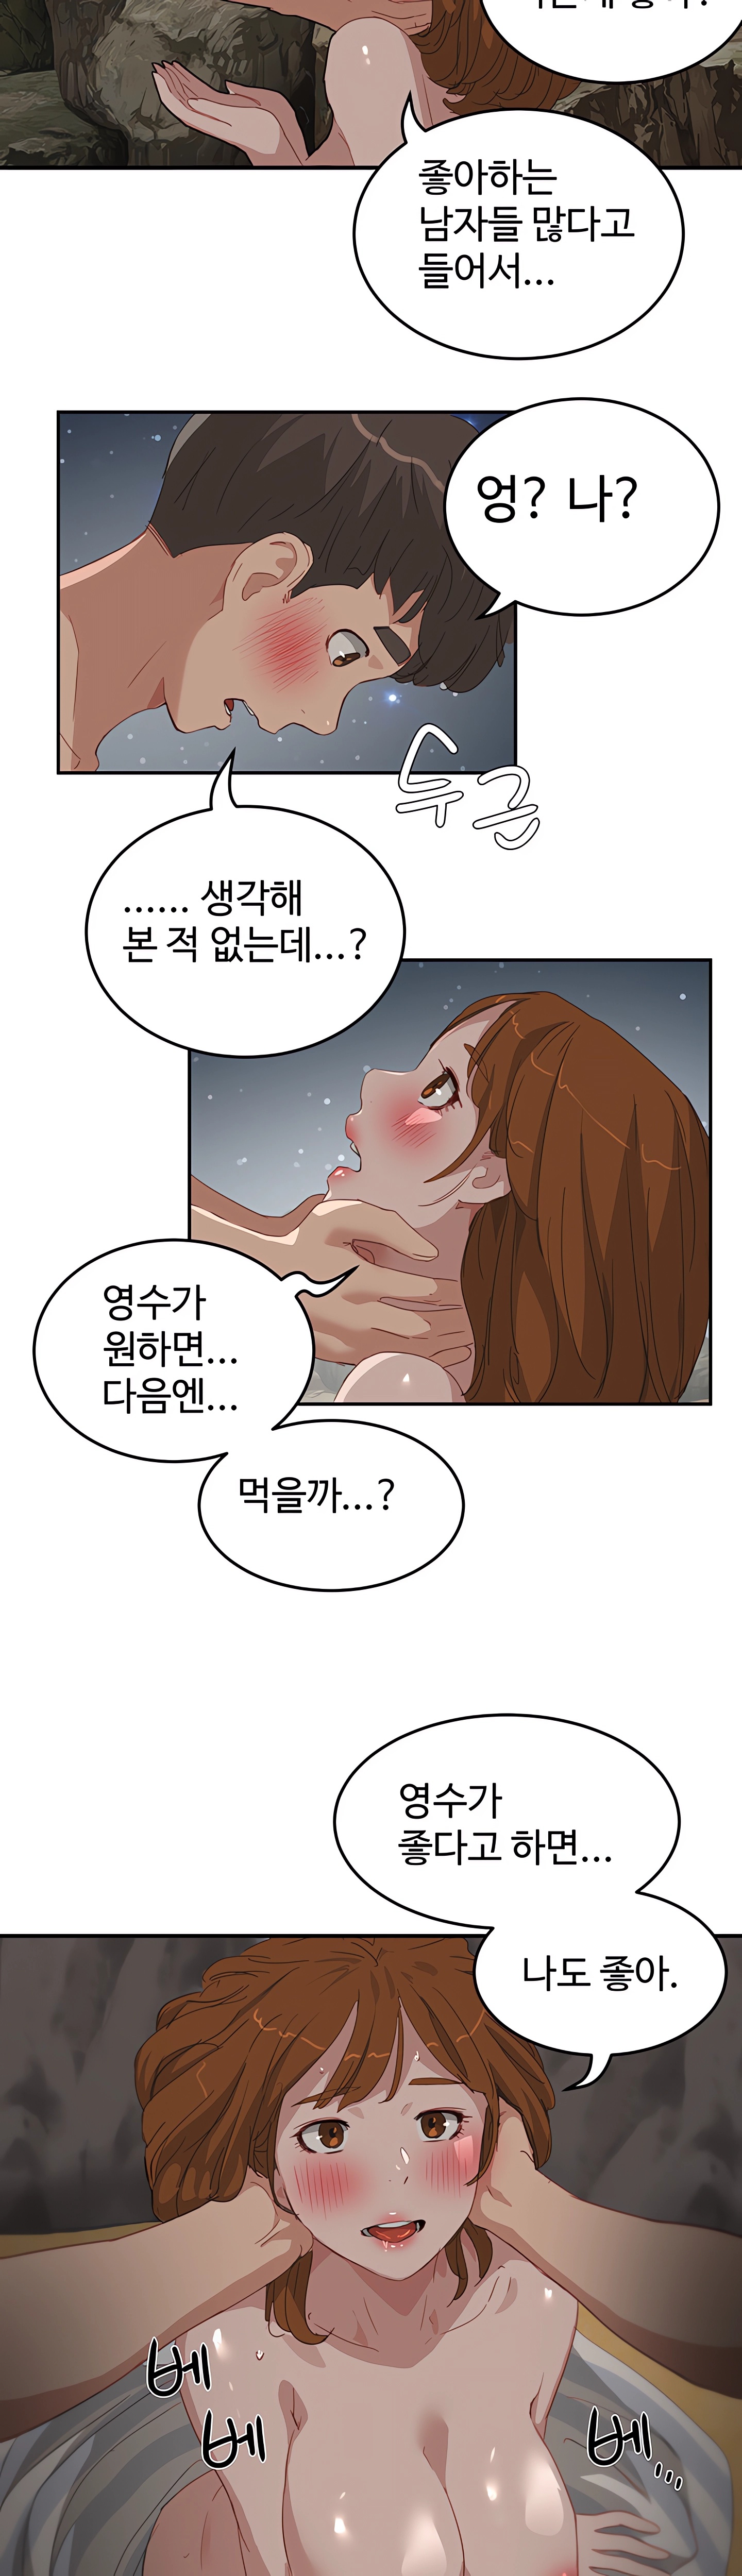 좋아하는
남자들 많다고
들어서...
엉? 나?
두근
...... 생각해
본 적 없는데...?
영수가
원하면...
다음엔...
먹을까...?
영수가
좋다고 하면...
나도 좋아.
베
베
베...